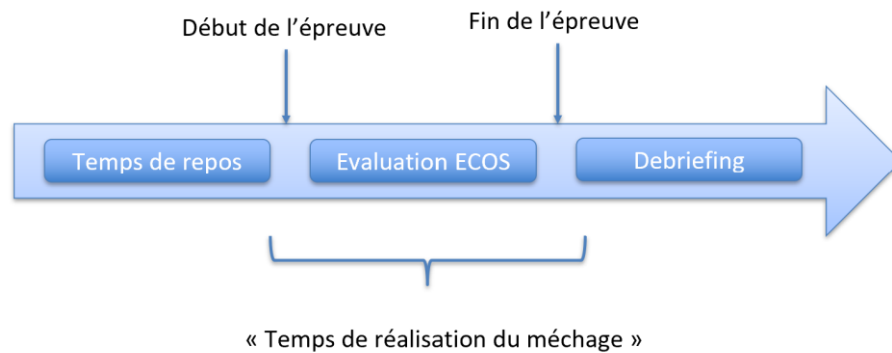 Début de l’épreuve
Fin de l’épreuve
Temps de repos
Evaluation ECOS
Debriefing
« Temps de réalisation du méchage »